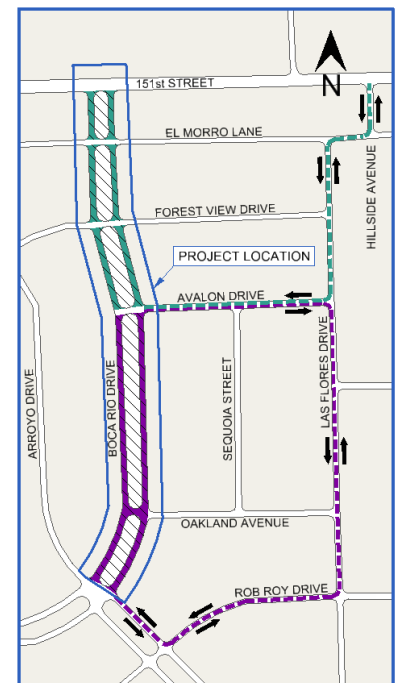 151st STREET
N
EL MORRO LANE
HILLSIDE AVENUE
FOREST VIEW DRIVE
PROJECT LOCATION
AVALON DRIVE
ARROYO DRIVE
BOCA RIO DRIVE
SEQUOIA STREET
LAS FLORES DRIVE
OAKLAND AVENUE
ROB ROY DRIVE